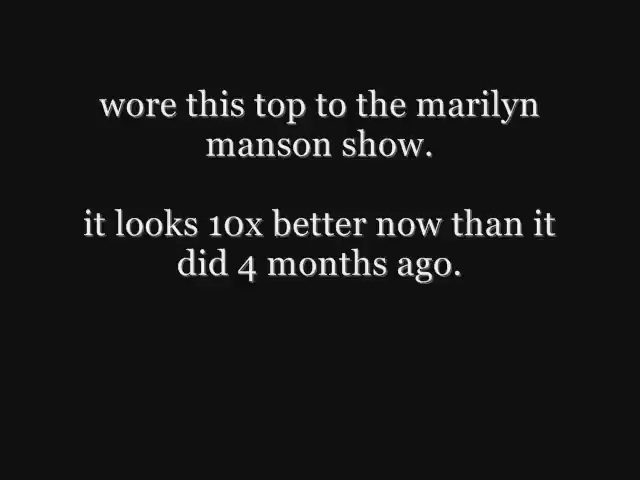 wore this top to the marilyn
manson show.
it looks 10x better now than it
did 4 months ago.